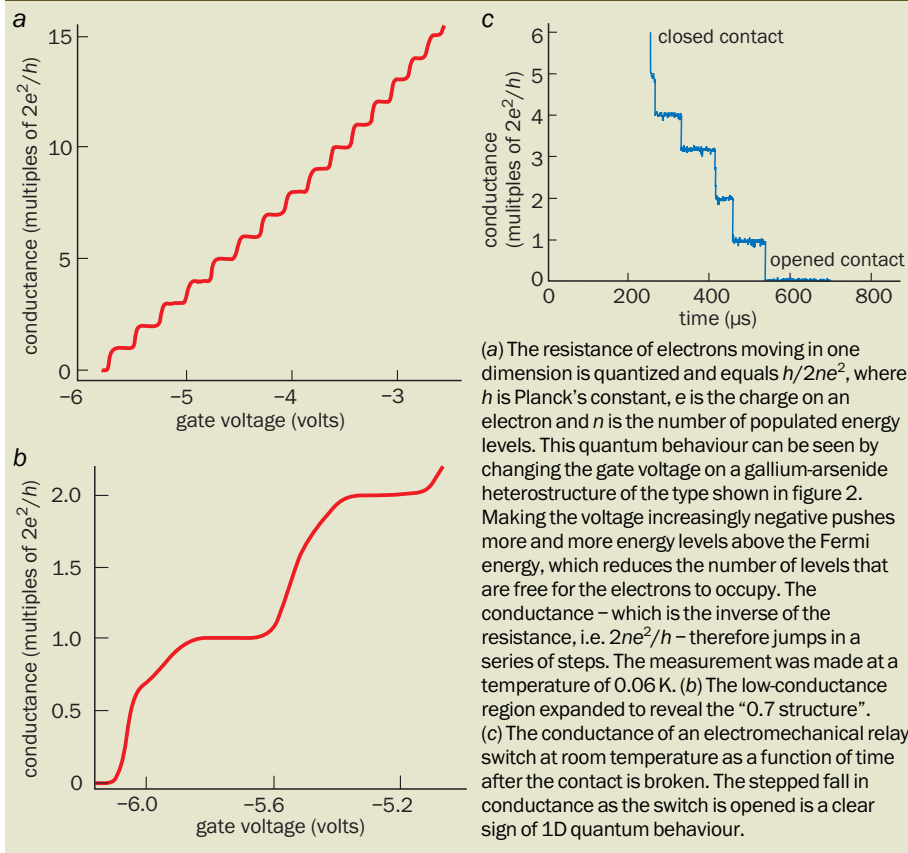 a
15
10
5
0
conductance (multiples of 2e²/h)
−6
−5
−4
−3
gate voltage (volts)
b
2.0
1.5
1.0
0.5
0
conductance (multiples of 2e²/h)
−6.0
−5.6
−5.2
gate voltage (volts)
c
6
5
4
3
2
1
0
conductance
(mulitples of 2e²/h)
closed contact
opened contact
0
200
400
600
800
time (μs)
(a) The resistance of electrons moving in one
dimension is quantized and equals h/2ne², where
h is Planck's constant, e is the charge on an
electron and n is the number of populated energy
levels. This quantum behaviour can be seen by
changing the gate voltage on a gallium-arsenide
heterostructure of the type shown in figure 2.
Making the voltage increasingly negative pushes
more and more energy levels above the Fermi
energy, which reduces the number of levels that
are free for the electrons to occupy. The
conductance – which is the inverse of the
resistance, i.e. 2ne²/h – therefore jumps in a
series of steps. The measurement was made at a
temperature of 0.06 K. (b) The low-conductance
region expanded to reveal the “0.7 structure”.
(c) The conductance of an electromechanical relay
switch at room temperature as a function of time
after the contact is broken. The stepped fall in
conductance as the switch is opened is a clear
sign of 1D quantum behaviour.